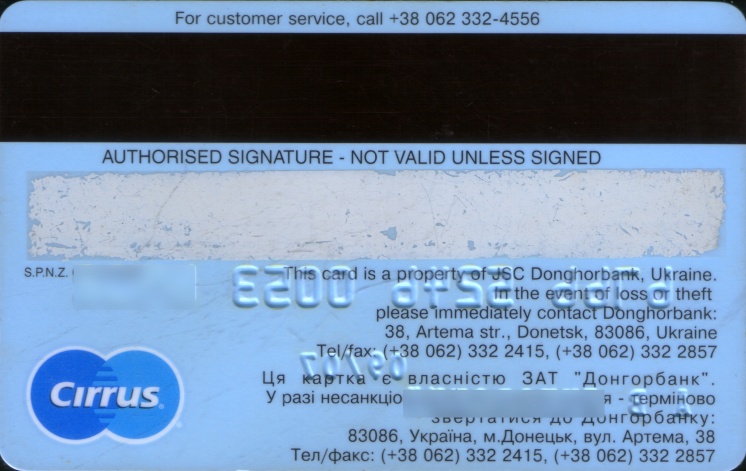 For customer service, call +38 062 332-4556
AUTHORISED SIGNATURE - NOT VALID UNLESS SIGNED
S.P.N.Z.
This card is a property of JSC Donghorbank, Ukraine.
In the event of loss or theft
please immediately contact Donghorbank:
38, Artema str., Donetsk, 83086, Ukraine
Tel/fax: (+38 062) 332 2415, (+38 062) 332 2857
Cirrus
Ця картка є власністю ЗАТ "Донгорбанк".
У разі - терміново
звертатися до Донгорбанку:
83086, Україна, м.Донецьк, вул. Артема, 38
Тел/факс: (+38 062) 332 2415, (+38 062) 332 2857